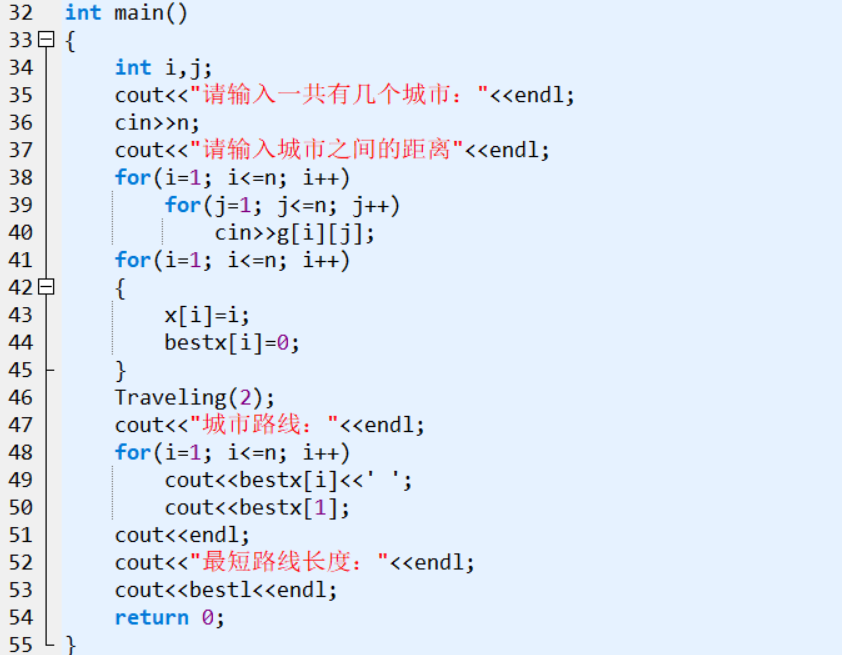 32 int main()
33 {
34 int i,j;
35 cout<<"请输入一共有几个城市："<<endl;
36 cin>>n;
37 cout<<"请输入城市之间的距离"<<endl;
38 for(i=1; i<=n; i++)
39 for(j=1; j<=n; j++)
40 cin>>g[i][j];
41 for(i=1; i<=n; i++)
42 {
43 x[i]=i;
44 bestx[i]=0;
45 }
46 Traveling(2);
47 cout<<"城市路线："<<endl;
48 for(i=1; i<=n; i++)
49 cout<<bestx[i]<<' ';
50 cout<<bestx[1];
51 cout<<endl;
52 cout<<"最短路线长度："<<endl;
53 cout<<bestl<<endl;
54 return 0;
55 }